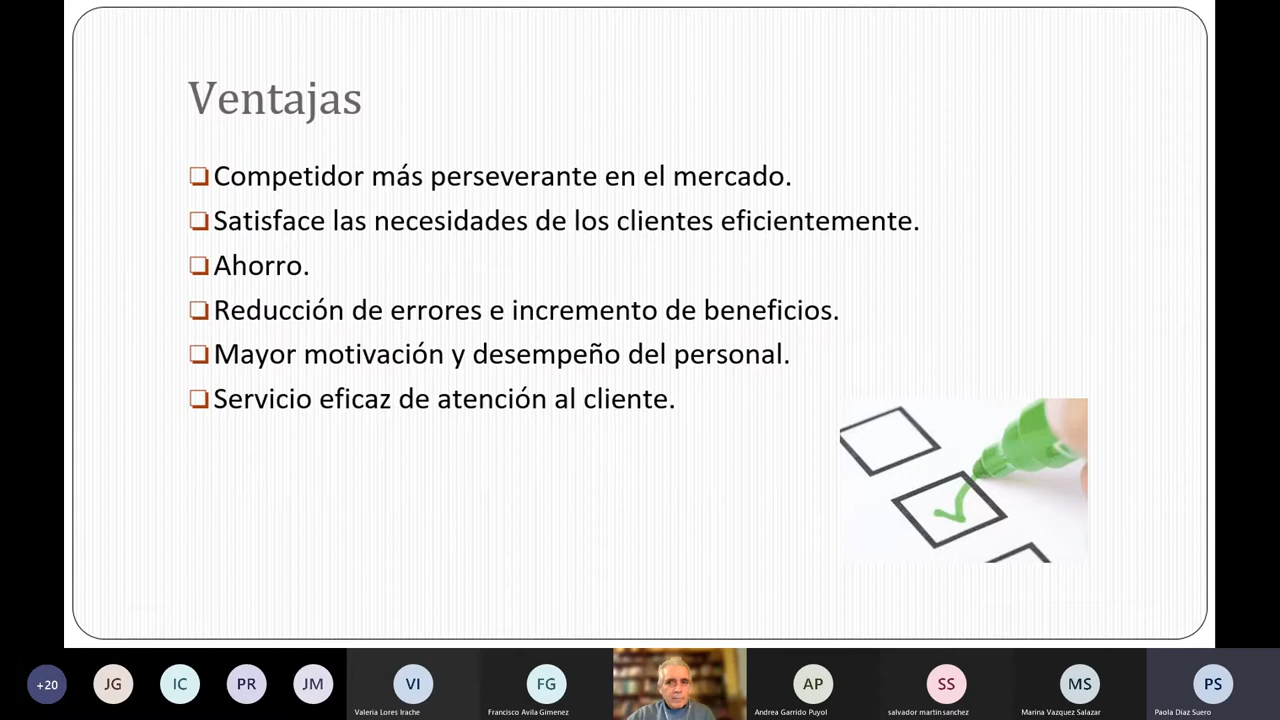 Ventajas
Competidor más perseverante en el mercado.
Satisface las necesidades de los clientes eficientemente.
Ahorro.
Reducción de errores e incremento de beneficios.
Mayor motivación y desempeño del personal.
Servicio eficaz de atención al cliente.
+20 JG IC PR JM VI FG AP SS MS PS
Valeria Lores Irache Francisco Avila Gimenez Andrea Garrido Puyol salvador martin sanchez Marina Vazquez Salazar Paola Diaz Suero